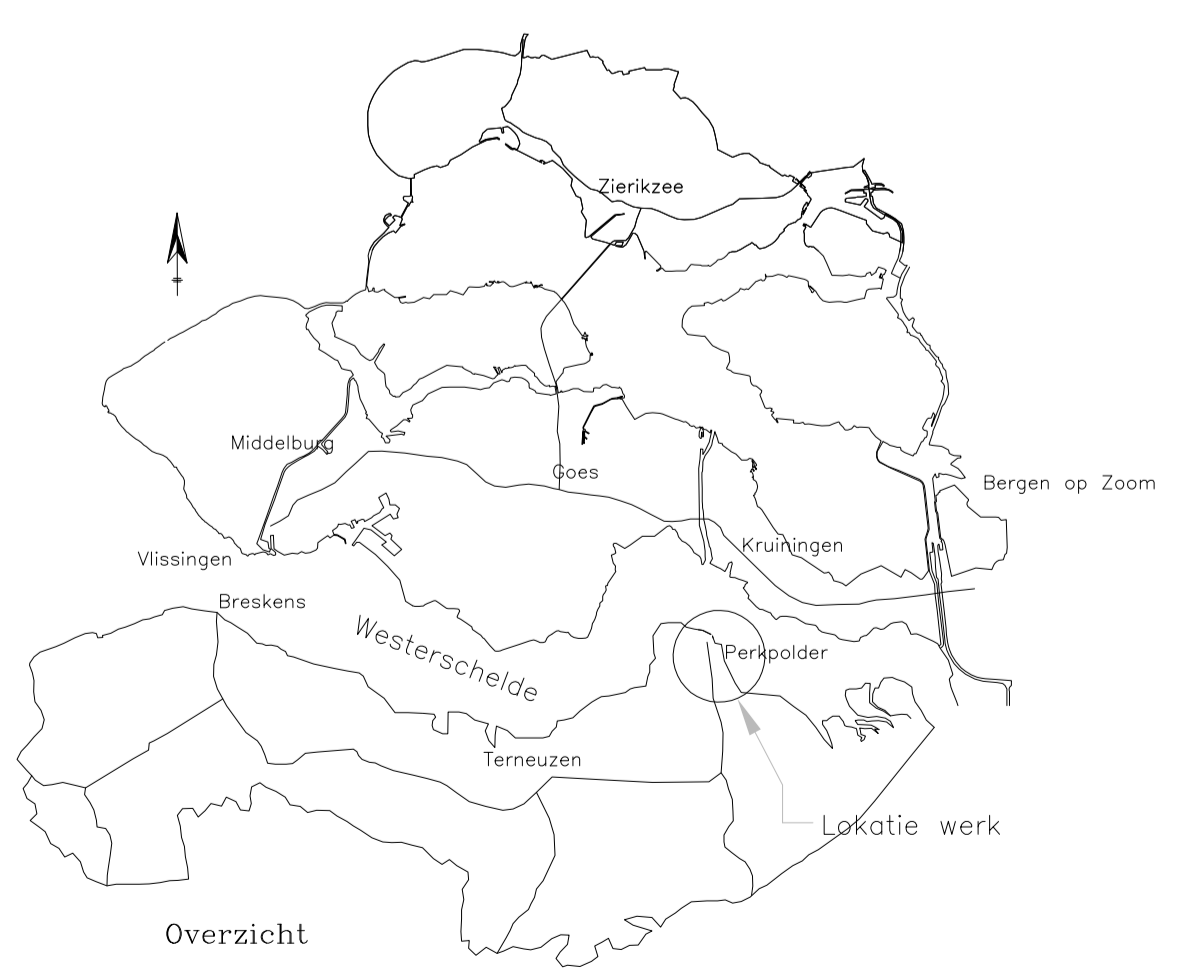 Zierikzee
Middelburg
Goes
Bergen op Zoom
Vlissingen
Kruiningen
Breskens
Westerschelde
Perkpolder
Terneuzen
Lokatie werk
Overzicht